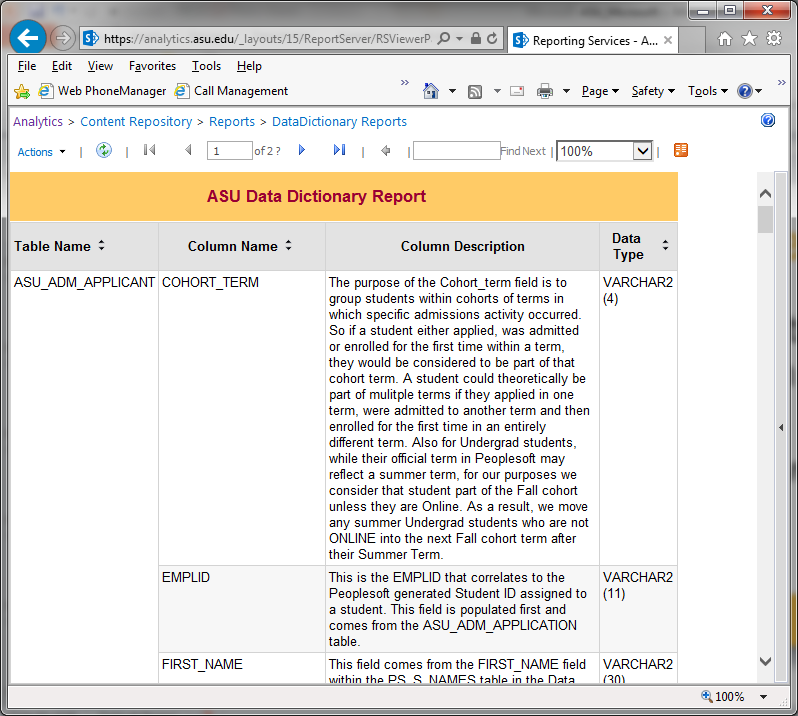 https://analytics.asu.edu/_layouts/15/ReportServer/RSViewerP
Reporting Services - A...
File Edit View Favorites Tools Help
Web PhoneManager Call Management
Page Safety Tools
Analytics > Content Repository > Reports > DataDictionary Reports
Actions 1 of 2 ? Find Next 100%
ASU Data Dictionary Report
Table Name Column Name Column Description Data
Type
ASU_ADM_APPLICANT COHORT_TERM The purpose of the Cohort_term field is to VARCHAR2
group students within cohorts of terms in (4)
which specific admissions activity occurred.
So if a student either applied, was admitted
or enrolled for the first time within a term,
they would be considered to be part of that
cohort term. A student could theoretically be
part of mulitple terms if they applied in one
term, were admitted to another term and then
enrolled for the first time in an entirely
different term. Also for Undergrad students,
while their official term in Peoplesoft may
reflect a summer term, for our purposes we
consider that student part of the Fall cohort
unless they are Online. As a result, we move
any summer Undergrad students who are not
ONLINE into the next Fall cohort term after
their Summer Term.
EMPLID This is the EMPLID that correlates to the VARCHAR2
Peoplesoft generated Student ID assigned to (11)
a student. This field is populated first and
comes from the ASU_ADM_APPLICATION
table.
FIRST_NAME This field comes from the FIRST_NAME field VARCHAR2
within the PS_S_NAMES table in the Data (30)
100%